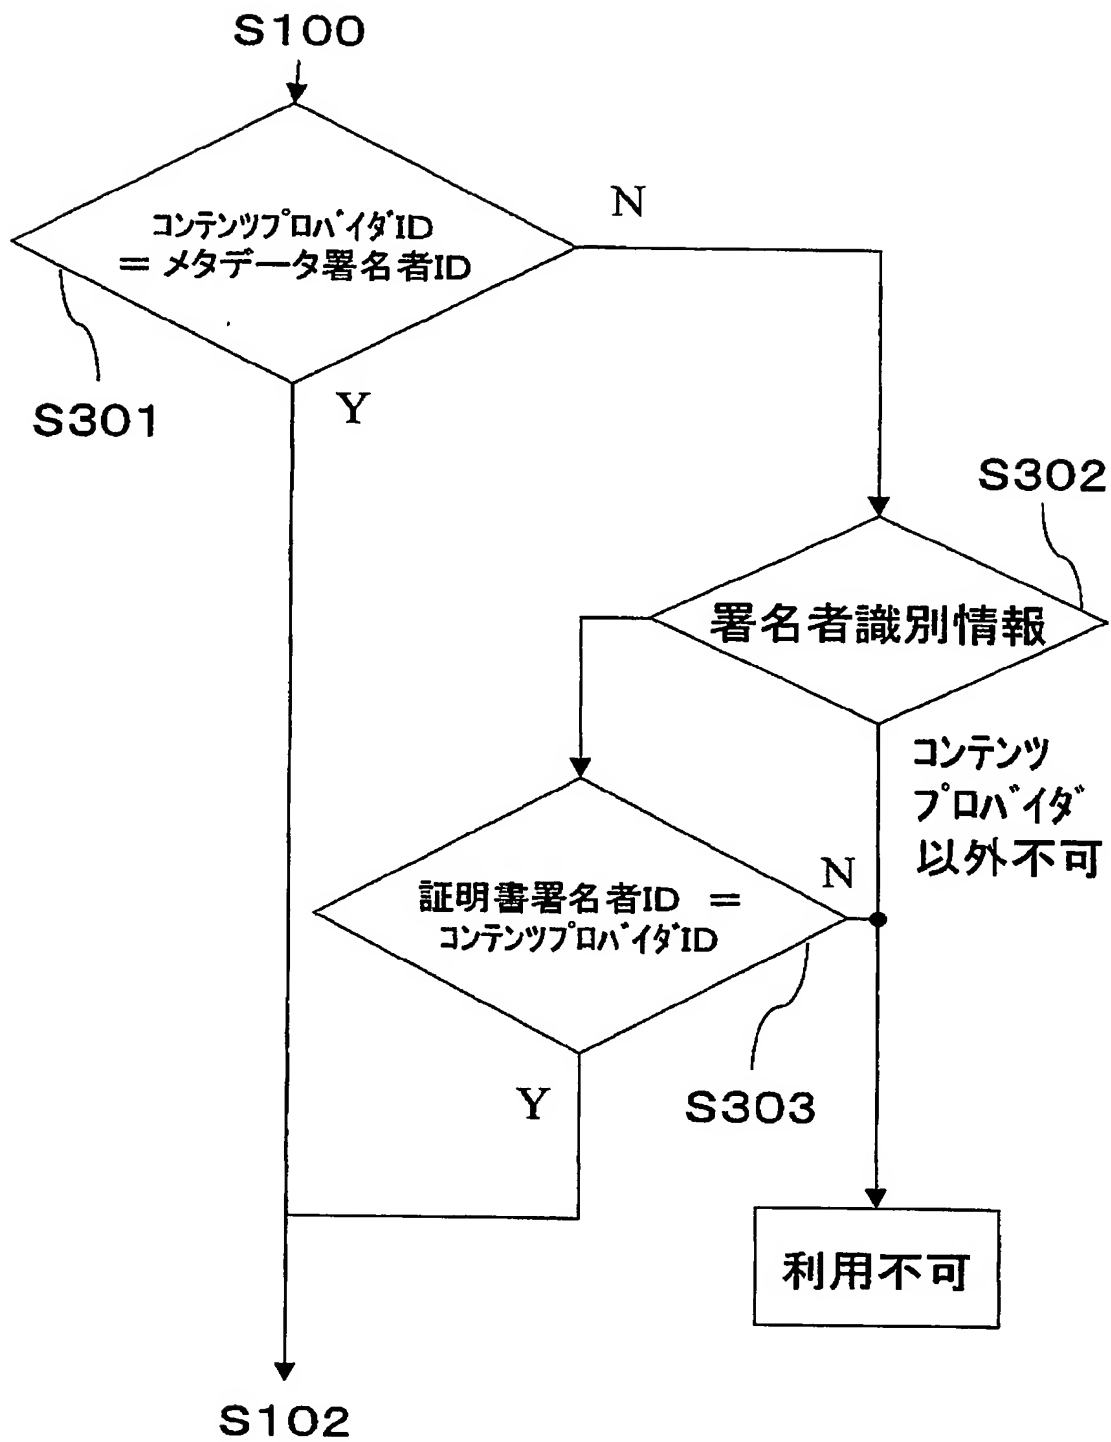 S100
コンテンツプロバイダID
＝メタデータ署名者ID
N
S301
Y
S302
署名者識別情報
コンテンツ
プロバイダ
以外不可
N
証明書署名者ID ＝
コンテンツプロバイダID
Y
S303
利用不可
S102